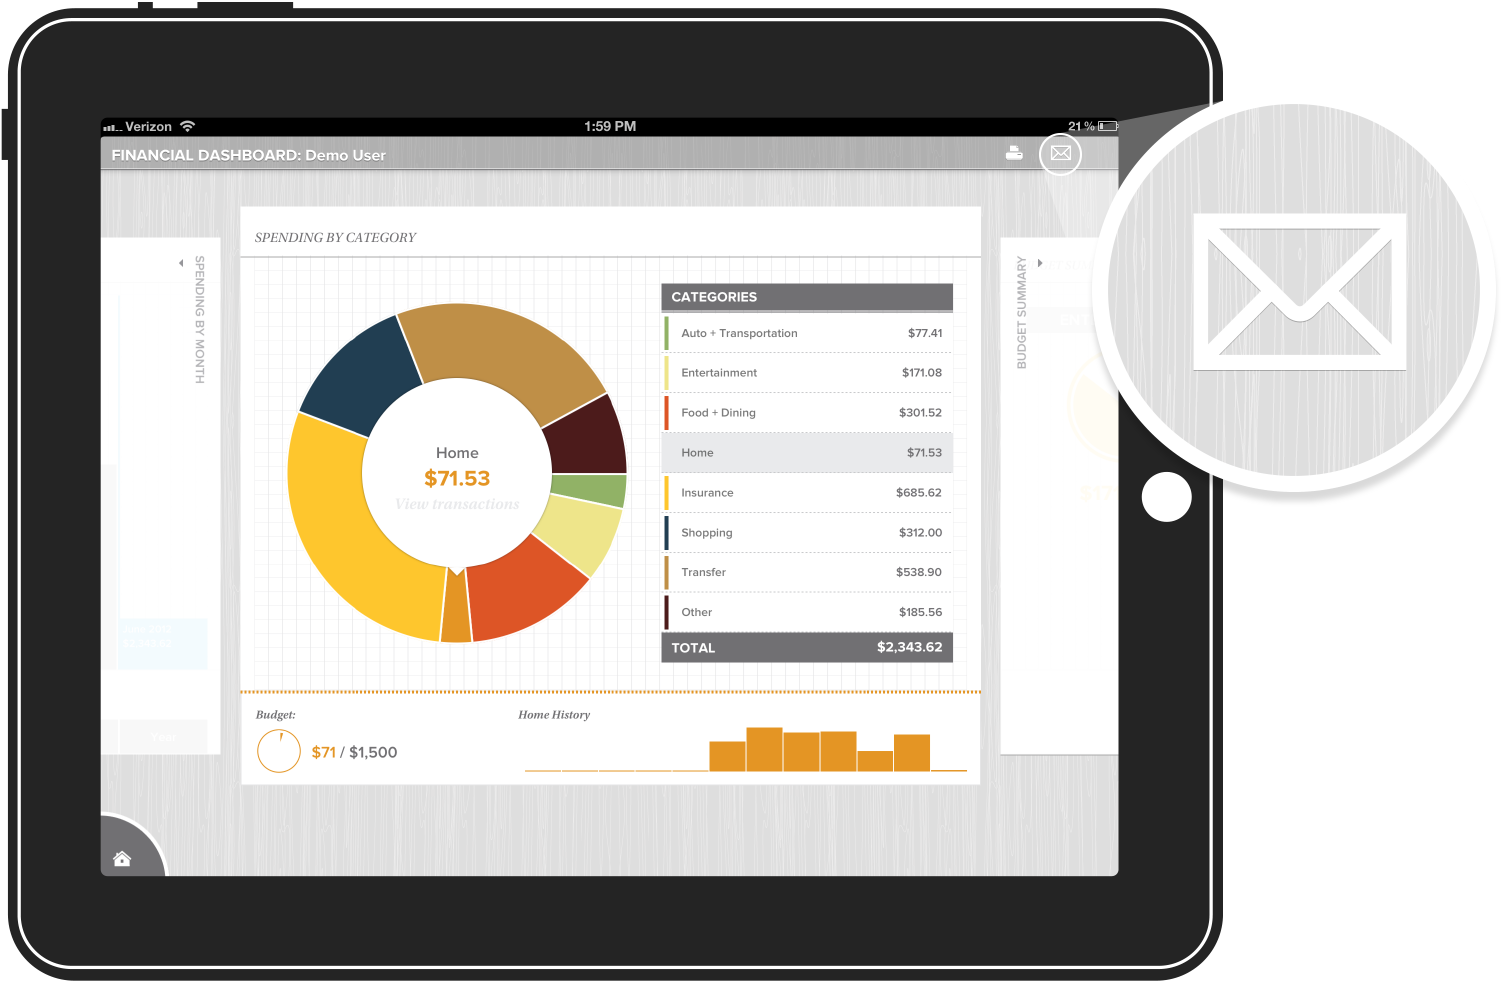 Verizon
1:59 PM
21 %
FINANCIAL DASHBOARD: Demo User
SPENDING BY MONTH
SPENDING BY CATEGORY
BUDGET SUMMARY
Home
$71.53
View transactions
CATEGORIES
Auto + Transportation $77.41
Entertainment $171.08
Food + Dining $301.52
Home $71.53
Insurance $685.62
Shopping $312.00
Transfer $538.90
Other $185.56
TOTAL $2,343.62
Budget:
$71 / $1,500
Home History